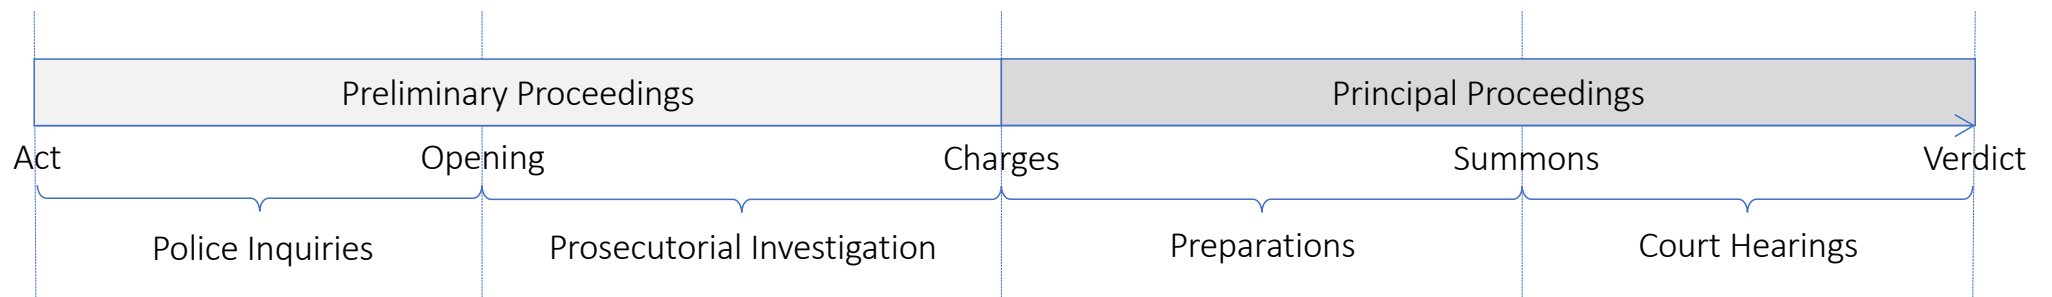 Preliminary Proceedings
Principal Proceedings
Act
Opening
Charges
Summons
Verdict
Police Inquiries
Prosecutorial Investigation
Preparations
Court Hearings